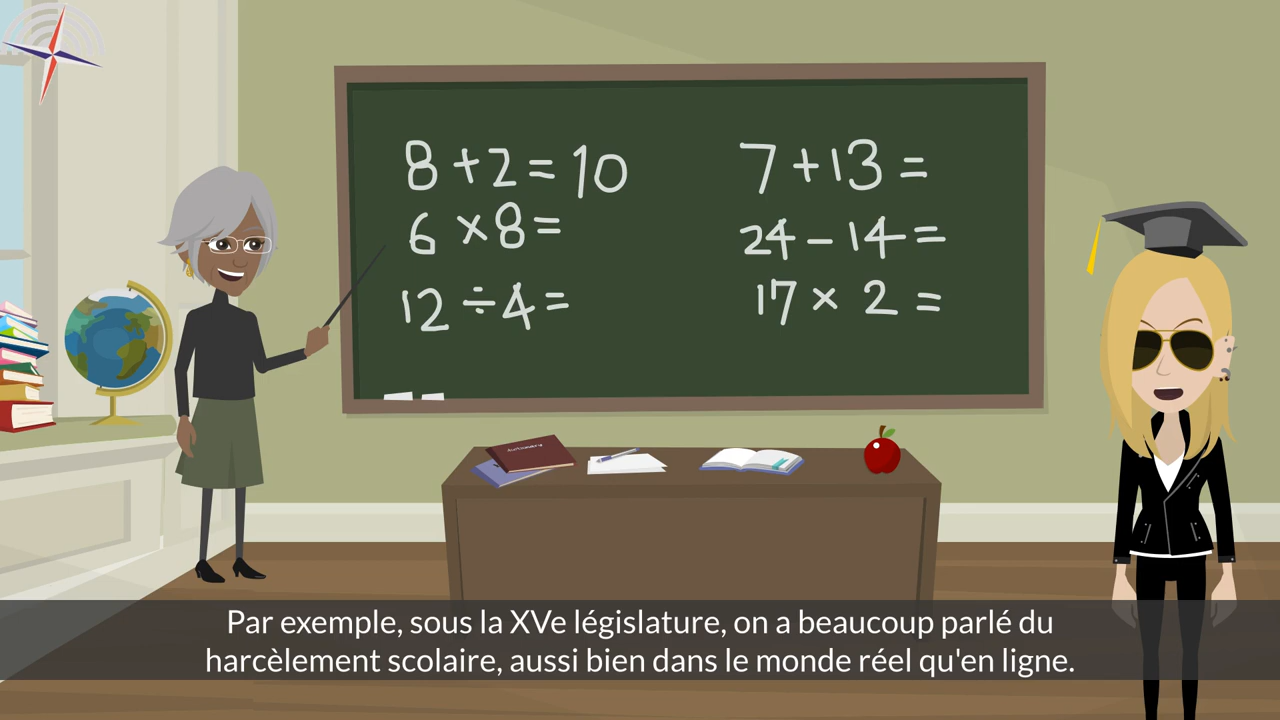 8 + 2 = 10
7 + 13 =
6 × 8 =
24 – 14 =
12 ÷ 4 =
17 × 2 =
Par exemple, sous la XVe législature, on a beaucoup parlé du
harcèlement scolaire, aussi bien dans le monde réel qu'en ligne.